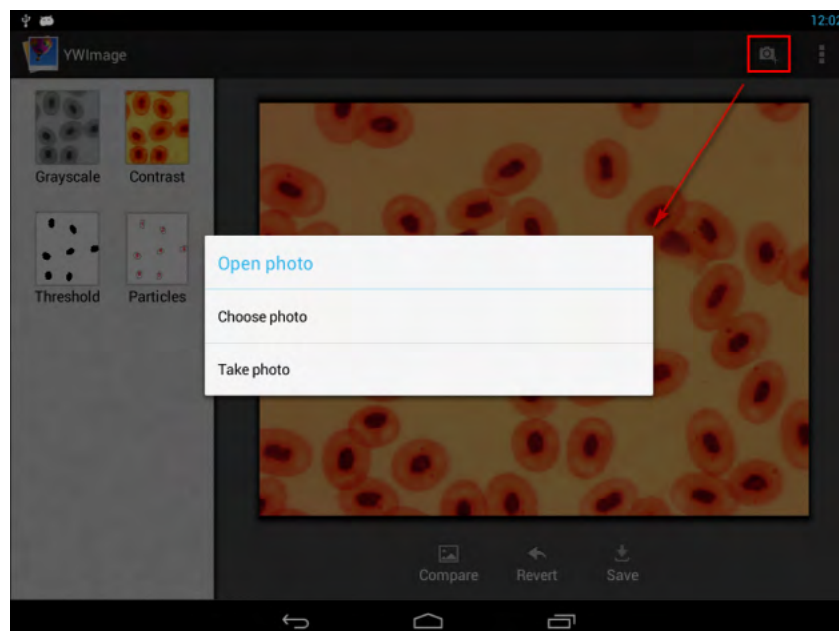 12:02
YWImage
Grayscale
Contrast
Threshold
Particles
Open photo
Choose photo
Take photo
Compare
Revert
Save